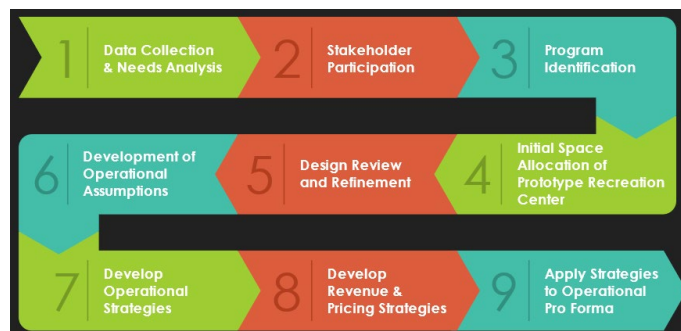 1
Data Collection
& Needs Analysis
2
Stakeholder
Participation
3
Program
Identification
4
Initial Space
Allocation of
Prototype Recreation
Center
5
Design Review
and Refinement
6
Development of
Operational
Assumptions
7
Develop
Operational
Strategies
8
Develop
Revenue &
Pricing Strategies
9
Apply Strategies
to Operational
Pro Forma